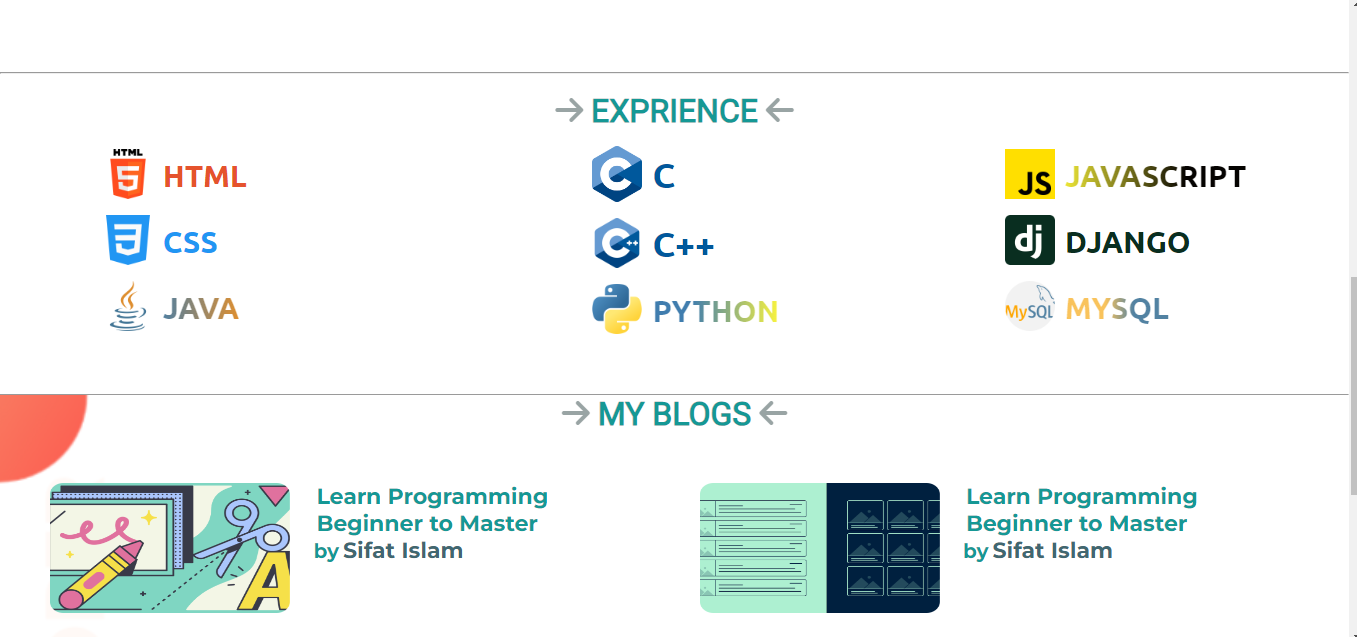 EXPRIENCE
HTML HTML
C C
JS JAVASCRIPT
CSS
C++ C++
dj DJANGO
JAVA
PYTHON
MySQL MYSQL
MY BLOGS
Learn Programming
Beginner to Master
by Sifat Islam
A
Learn Programming
Beginner to Master
by Sifat Islam